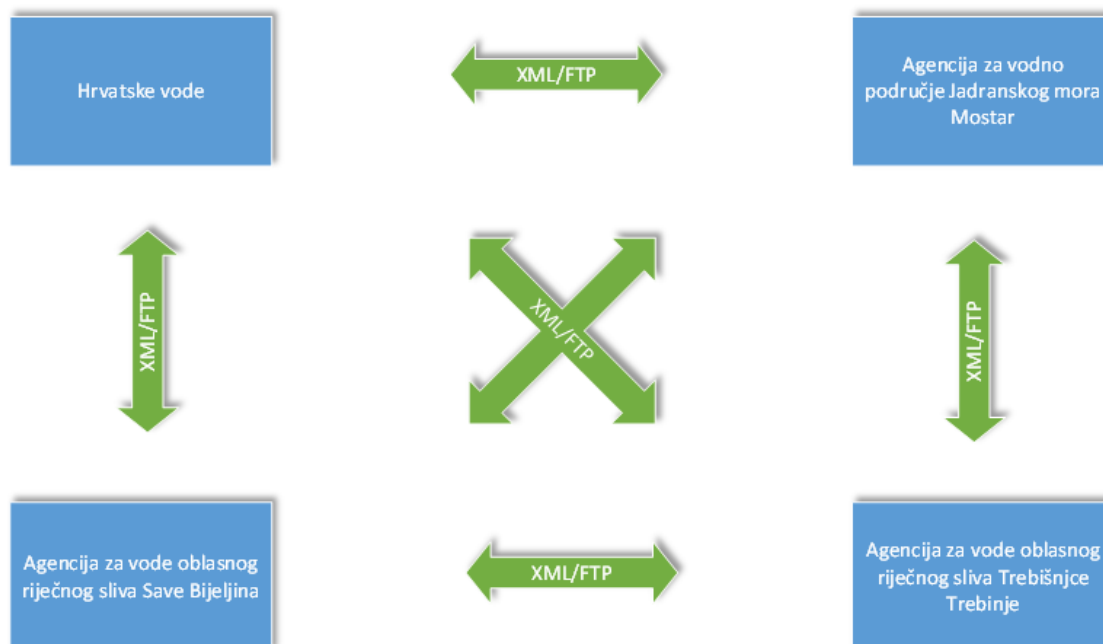 Hrvatske vode
XML/FTP
Agencija za vodno
područje Jadranskog mora
Mostar
XML/FTP
XML/FTP
XML/FTP
Agencija za vode oblasnog
riječnog sliva Save Bijeljina
XML/FTP
Agencija za vode oblasnog
riječnog sliva Trebišnjce
Trebinje